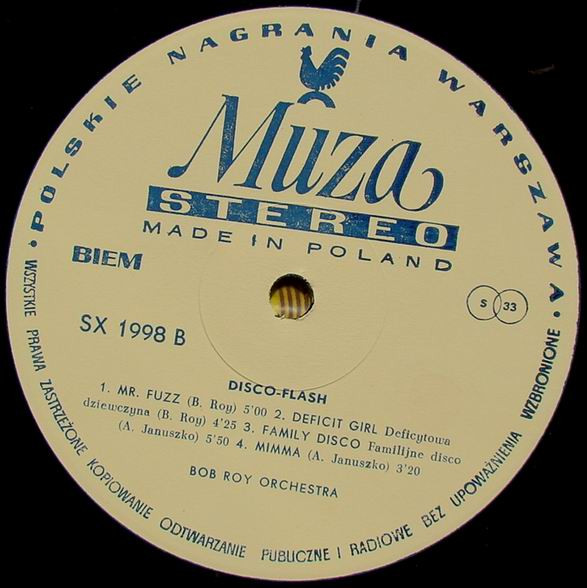 • POLSKIE NAGRANIA WARSZAWA •
Muza
STEREO
MADE IN POLAND
BIEM
S 33
SX 1998 B
DISCO-FLASH
1. MR. FUZZ (B. Roy) 5'00 2. DEFICIT GIRL Deficytowa
dziewczyna (B. Roy) 4'25 3. FAMILY DISCO Familijne disco
(A. Januszko) 5'50 4. MIMMA (A. Januszko) 3'20
BOB ROY ORCHESTRA
WSZYSTKIE PRAWA ZASTRZEŻONE KOPIOWANIE ODTWARZANIE PUBLICZNE I RADIOWE BEZ UPOWAŻNIENIA WZBRONIONE